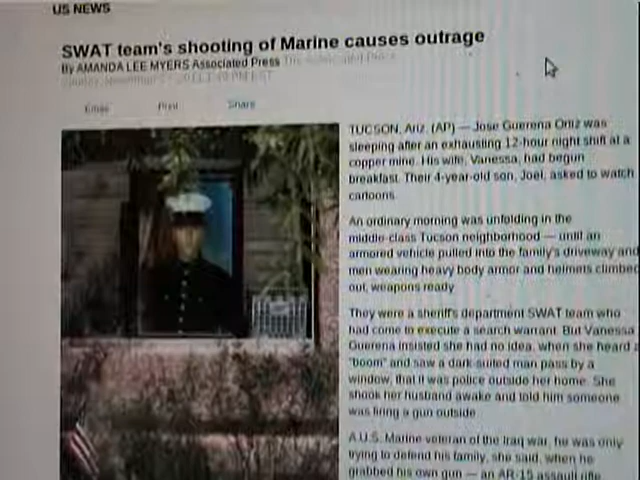 US NEWS
SWAT team's shooting of Marine causes outrage
By AMANDA LEE MYERS Associated Press The Associated Press
Email Print Share
TUCSON, Ariz. (AP) — Jose Guerena Ortiz was
sleeping after an exhausting 12-hour night shift at a
copper mine. His wife, Vanessa, had begun
breakfast. Their 4-year-old son, Joel, asked to watch
cartoons.
An ordinary morning was unfolding in the
middle-class Tucson neighborhood — until an
armored vehicle pulled into the family's driveway and
men wearing heavy body armor and helmets climbed
out, weapons ready.
They were a sheriff's department SWAT team who
had come to execute a search warrant. But Vanessa
Guerena insisted she had no idea, when she heard a
"boom" and saw a dark-suited man pass by a
window, that it was police outside her home. She
shook her husband awake and told him someone
was firing a gun outside.
A U.S. Marine veteran of the Iraq war, he was only
trying to defend his family, she said, when he
grabbed his own gun — an AR-15 assault rifle